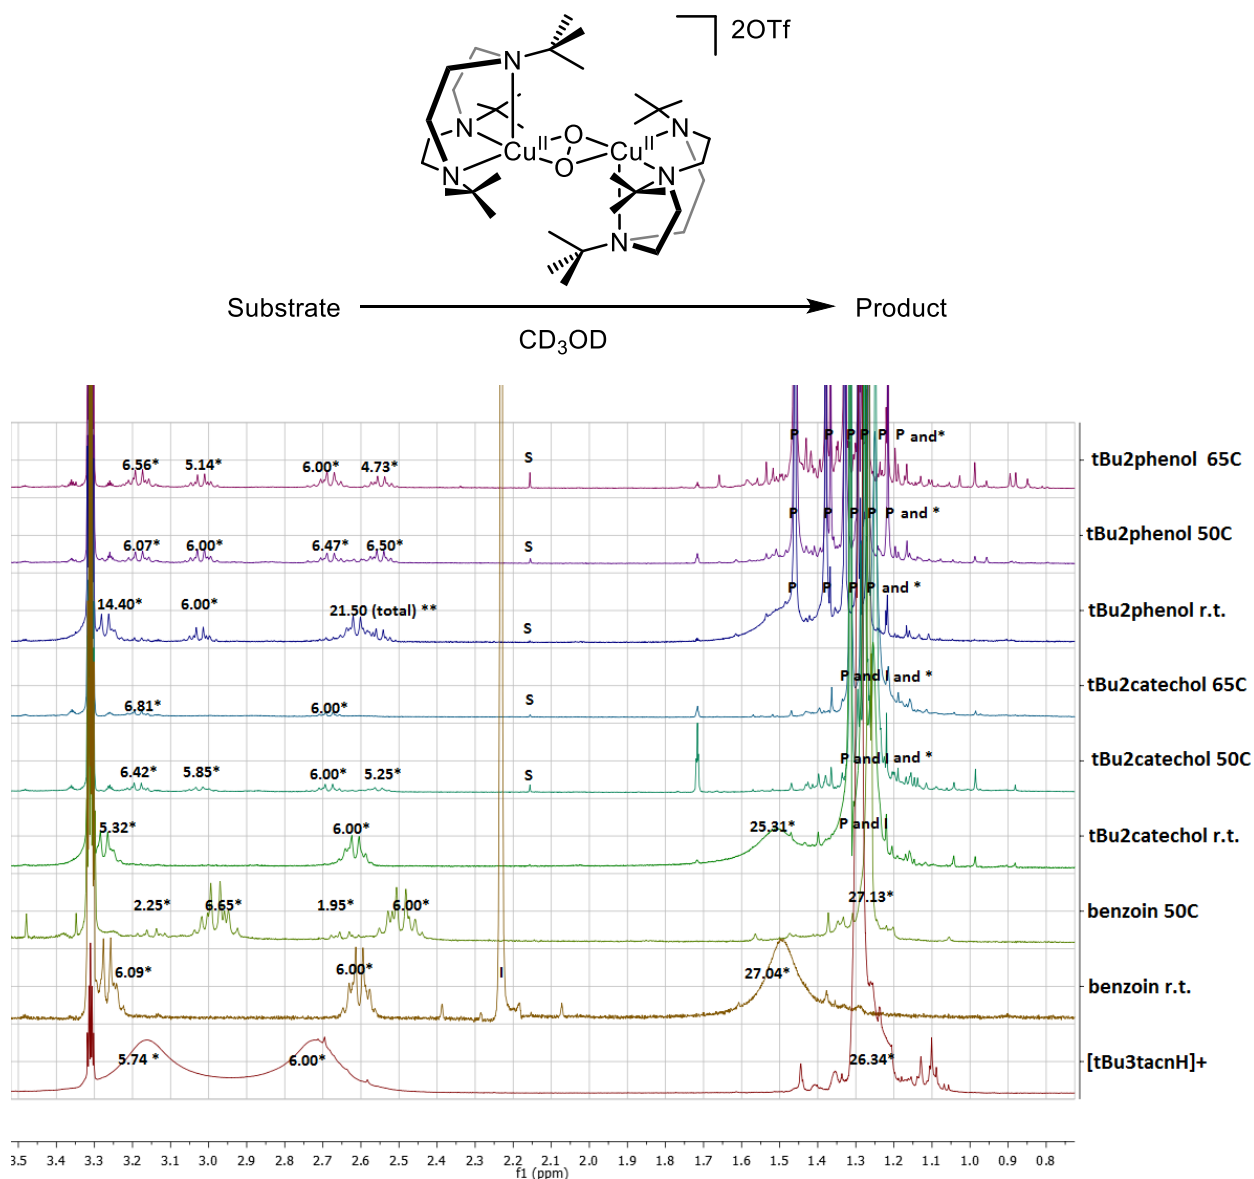 2OTf
N
N
N
Cu
II
O
O
Cu
II
N
N
N
Substrate
Product
CD3OD
P P P P P P and*
6.56* 5.14* 6.00* 4.73* S
tBu2phenol 65C
P P P P P and *
6.07* 6.00* 6.47* 6.50* S
tBu2phenol 50C
P P P P and *
14.40* 6.00* 21.50 (total) ** S
tBu2phenol r.t.
P and I and *
6.81* 6.00* S
tBu2catechol 65C
P and I and *
6.42* 5.85* 6.00* 5.25* S
tBu2catechol 50C
5.32* 6.00* 25.31* P and I
tBu2catechol r.t.
2.25* 6.65* 1.95* 6.00* 27.13*
benzoin 50C
6.09* 6.00* I 27.04*
benzoin r.t.
5.74 * 6.00* 26.34*
[tBu3tacnH]+
3.5 3.4 3.3 3.2 3.1 3.0 2.9 2.8 2.7 2.6 2.5 2.4 2.3 2.2 2.1 2.0 1.9 1.8 1.7 1.6 1.5 1.4 1.3 1.2 1.1 1.0 0.9 0.8
f1 (ppm)